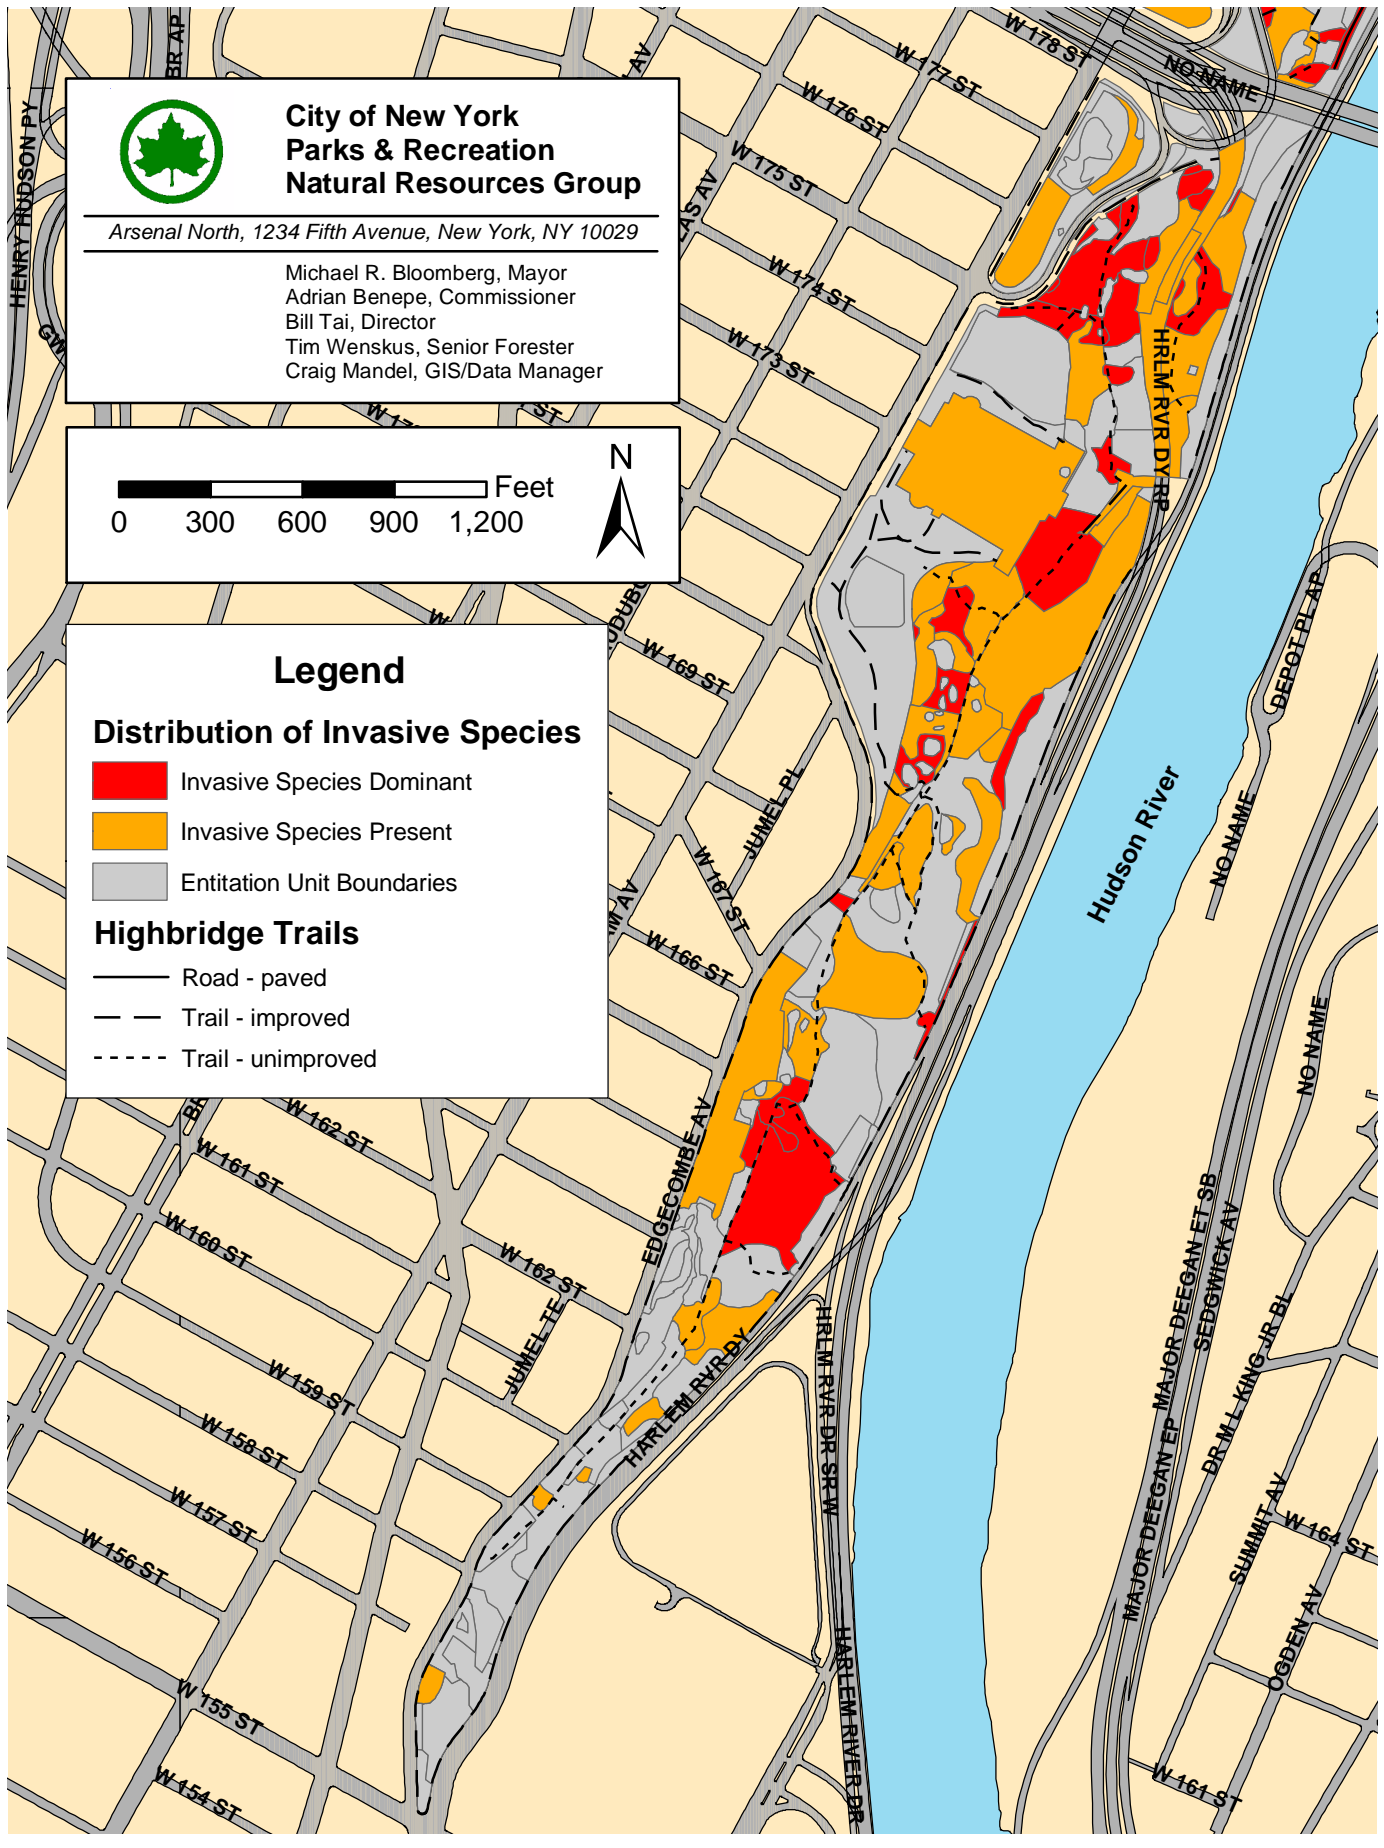 City of New York
Parks & Recreation
Natural Resources Group
Arsenal North, 1234 Fifth Avenue, New York, NY 10029
Michael R. Bloomberg, Mayor
Adrian Benepe, Commissioner
Bill Tai, Director
Tim Wenskus, Senior Forester
Craig Mandel, GIS/Data Manager
Feet
0 300 600 900 1,200
N
Legend
Distribution of Invasive Species
Invasive Species Dominant
Invasive Species Present
Entitation Unit Boundaries
Highbridge Trails
Road - paved
Trail - improved
Trail - unimproved
HENRY HUDSON PY
BR AP
AV
W 178 ST
W 177 ST
W 176 ST
W 175 ST
W 174 ST
W 173 ST
NO NAME
HRLM RVR DY RP
ST
W 169 ST
JUMEL PL
W 167 ST
W 166 ST
Hudson River
DEPOT PL AP
NO NAME
NO NAME
EDGECOMBE AV
W 162 ST
W 161 ST
W 160 ST
W 162 ST
JUMEL TE
W 159 ST
W 158 ST
W 157 ST
W 156 ST
W 155 ST
W 154 ST
HARLEM RVR DY
HRLM RVR DR SR W
HARLEM RIVER DR
MAJOR DEEGAN ET SB
SEDGWICK AV
MAJOR DEEGAN EP
DR M L KING JR BL
SUMMIT AV
W 164 ST
OGDEN AV
W 161 ST